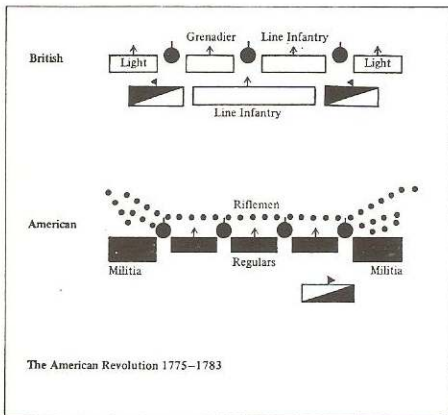 Grenadier Line Infantry
British
Light Light
Line Infantry
Riflemen
American
Militia Regulars Militia
The American Revolution 1775–1783